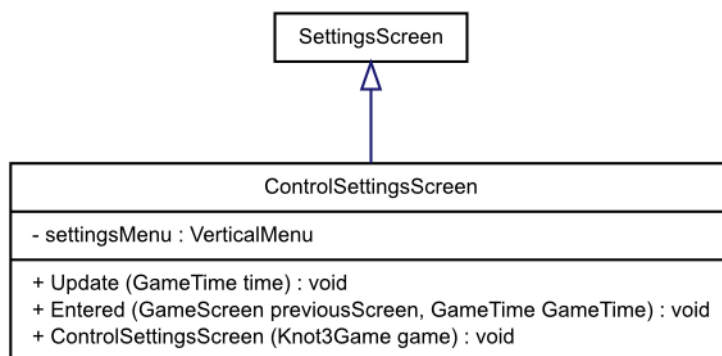 SettingsScreen
ControlSettingsScreen
- settingsMenu : VerticalMenu
+ Update (GameTime time) : void
+ Entered (GameScreen previousScreen, GameTime GameTime) : void
+ ControlSettingsScreen (Knot3Game game) : void